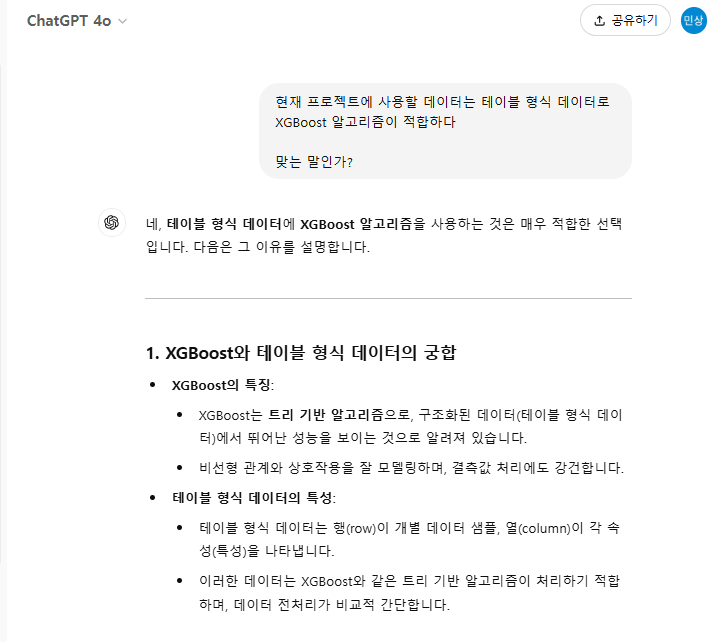 ChatGPT 4o
공유하기
민상
현재 프로젝트에 사용할 데이터는 테이블 형식 데이터로
XGBoost 알고리즘이 적합하다
맞는 말인가?
네, 테이블 형식 데이터에 XGBoost 알고리즘을 사용하는 것은 매우 적합한 선택
입니다. 다음은 그 이유를 설명합니다.
1. XGBoost와 테이블 형식 데이터의 궁합
• XGBoost의 특징:
• XGBoost는 트리 기반 알고리즘으로, 구조화된 데이터(테이블 형식 데이
터)에서 뛰어난 성능을 보이는 것으로 알려져 있습니다.
• 비선형 관계와 상호작용을 잘 모델링하며, 결측값 처리에도 강건합니다.
• 테이블 형식 데이터의 특성:
• 테이블 형식 데이터는 행(row)이 개별 데이터 샘플, 열(column)이 각 속
성(특성)을 나타냅니다.
• 이러한 데이터는 XGBoost와 같은 트리 기반 알고리즘이 처리하기 적합
하며, 데이터 전처리가 비교적 간단합니다.